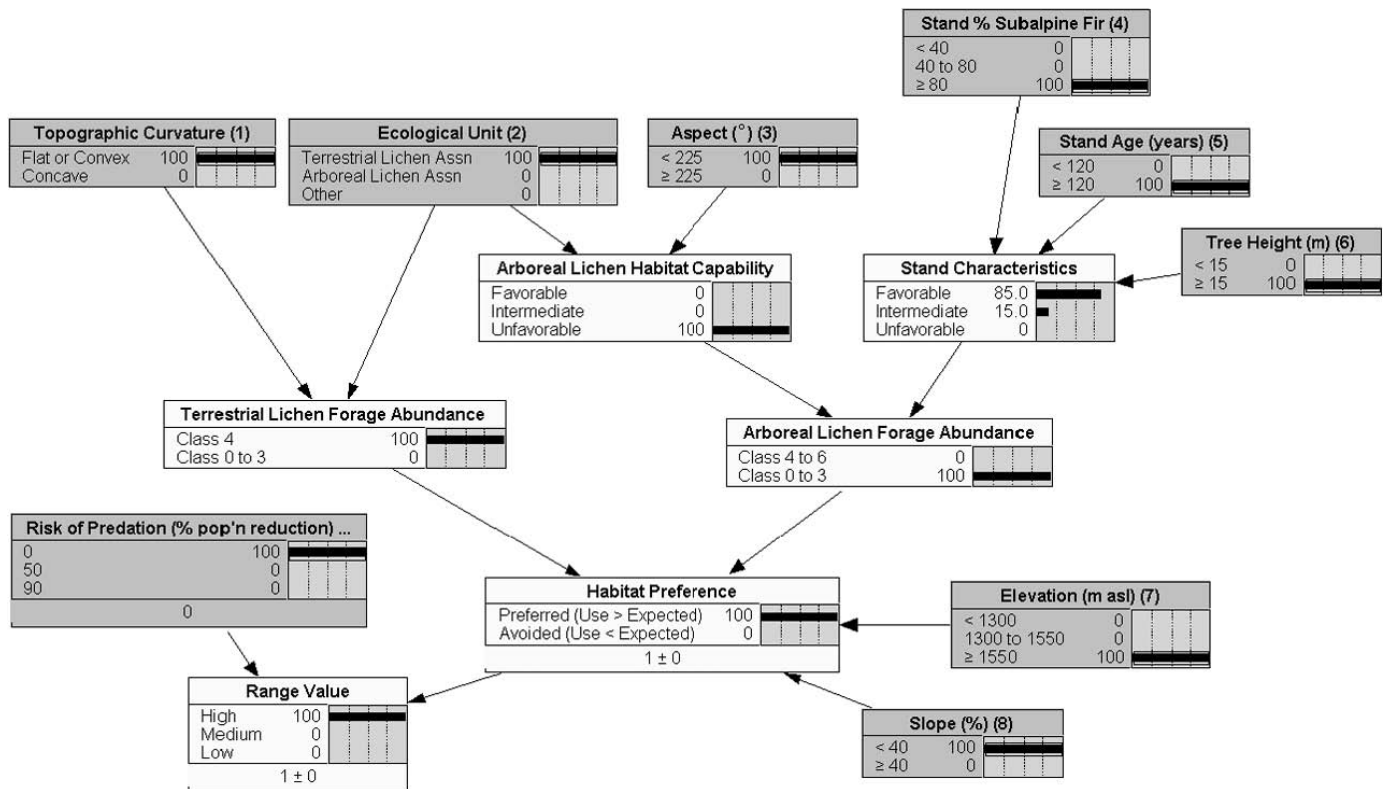 Stand % Subalpine Fir (4)
< 40 0
40 to 80 0
≥ 80 100
Topographic Curvature (1)
Flat or Convex 100
Concave 0
Ecological Unit (2)
Terrestrial Lichen Assn 100
Arboreal Lichen Assn 0
Other 0
Aspect (°) (3)
< 225 100
≥ 225 0
Stand Age (years) (5)
< 120 0
≥ 120 100
Tree Height (m) (6)
< 15 0
≥ 15 100
Arboreal Lichen Habitat Capability
Favorable 0
Intermediate 0
Unfavorable 100
Stand Characteristics
Favorable 85.0
Intermediate 15.0
Unfavorable 0
Terrestrial Lichen Forage Abundance
Class 4 100
Class 0 to 3 0
Arboreal Lichen Forage Abundance
Class 4 to 6 0
Class 0 to 3 100
Risk of Predation (% pop'n reduction) ...
0 100
50 0
90 0
0
Habitat Preference
Preferred (Use > Expected) 100
Avoided (Use < Expected) 0
1 ± 0
Elevation (m asl) (7)
< 1300 0
1300 to 1550 0
≥ 1550 100
Range Value
High 100
Medium 0
Low 0
1 ± 0
Slope (%) (8)
< 40 100
≥ 40 0